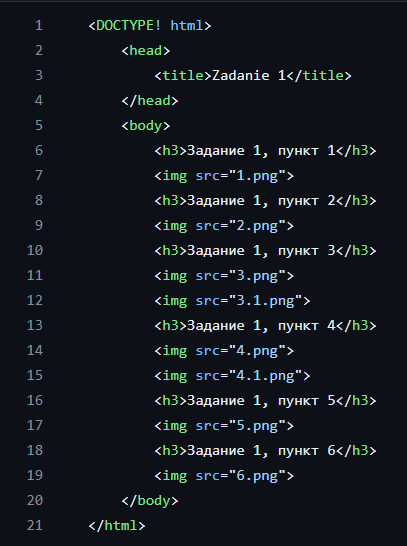 1 <DOCTYPE! html>
2 <head>
3 <title>Zadanie 1</title>
4 </head>
5 <body>
6 <h3>Задание 1, пункт 1</h3>
7 <img src="1.png">
8 <h3>Задание 1, пункт 2</h3>
9 <img src="2.png">
10 <h3>Задание 1, пункт 3</h3>
11 <img src="3.png">
12 <img src="3.1.png">
13 <h3>Задание 1, пункт 4</h3>
14 <img src="4.png">
15 <img src="4.1.png">
16 <h3>Задание 1, пункт 5</h3>
17 <img src="5.png">
18 <h3>Задание 1, пункт 6</h3>
19 <img src="6.png">
20 </body>
21 </html>